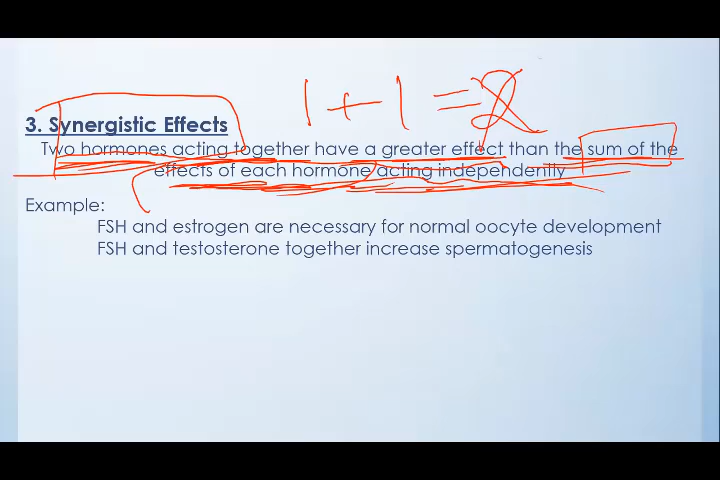 1 + 1 = 2
3. Synergistic Effects
Two hormones acting together have a greater effect than the sum of the
effects of each hormone acting independenlly
Example:
FSH and estrogen are necessary for normal oocyte development
FSH and testosterone together increase spermatogenesis